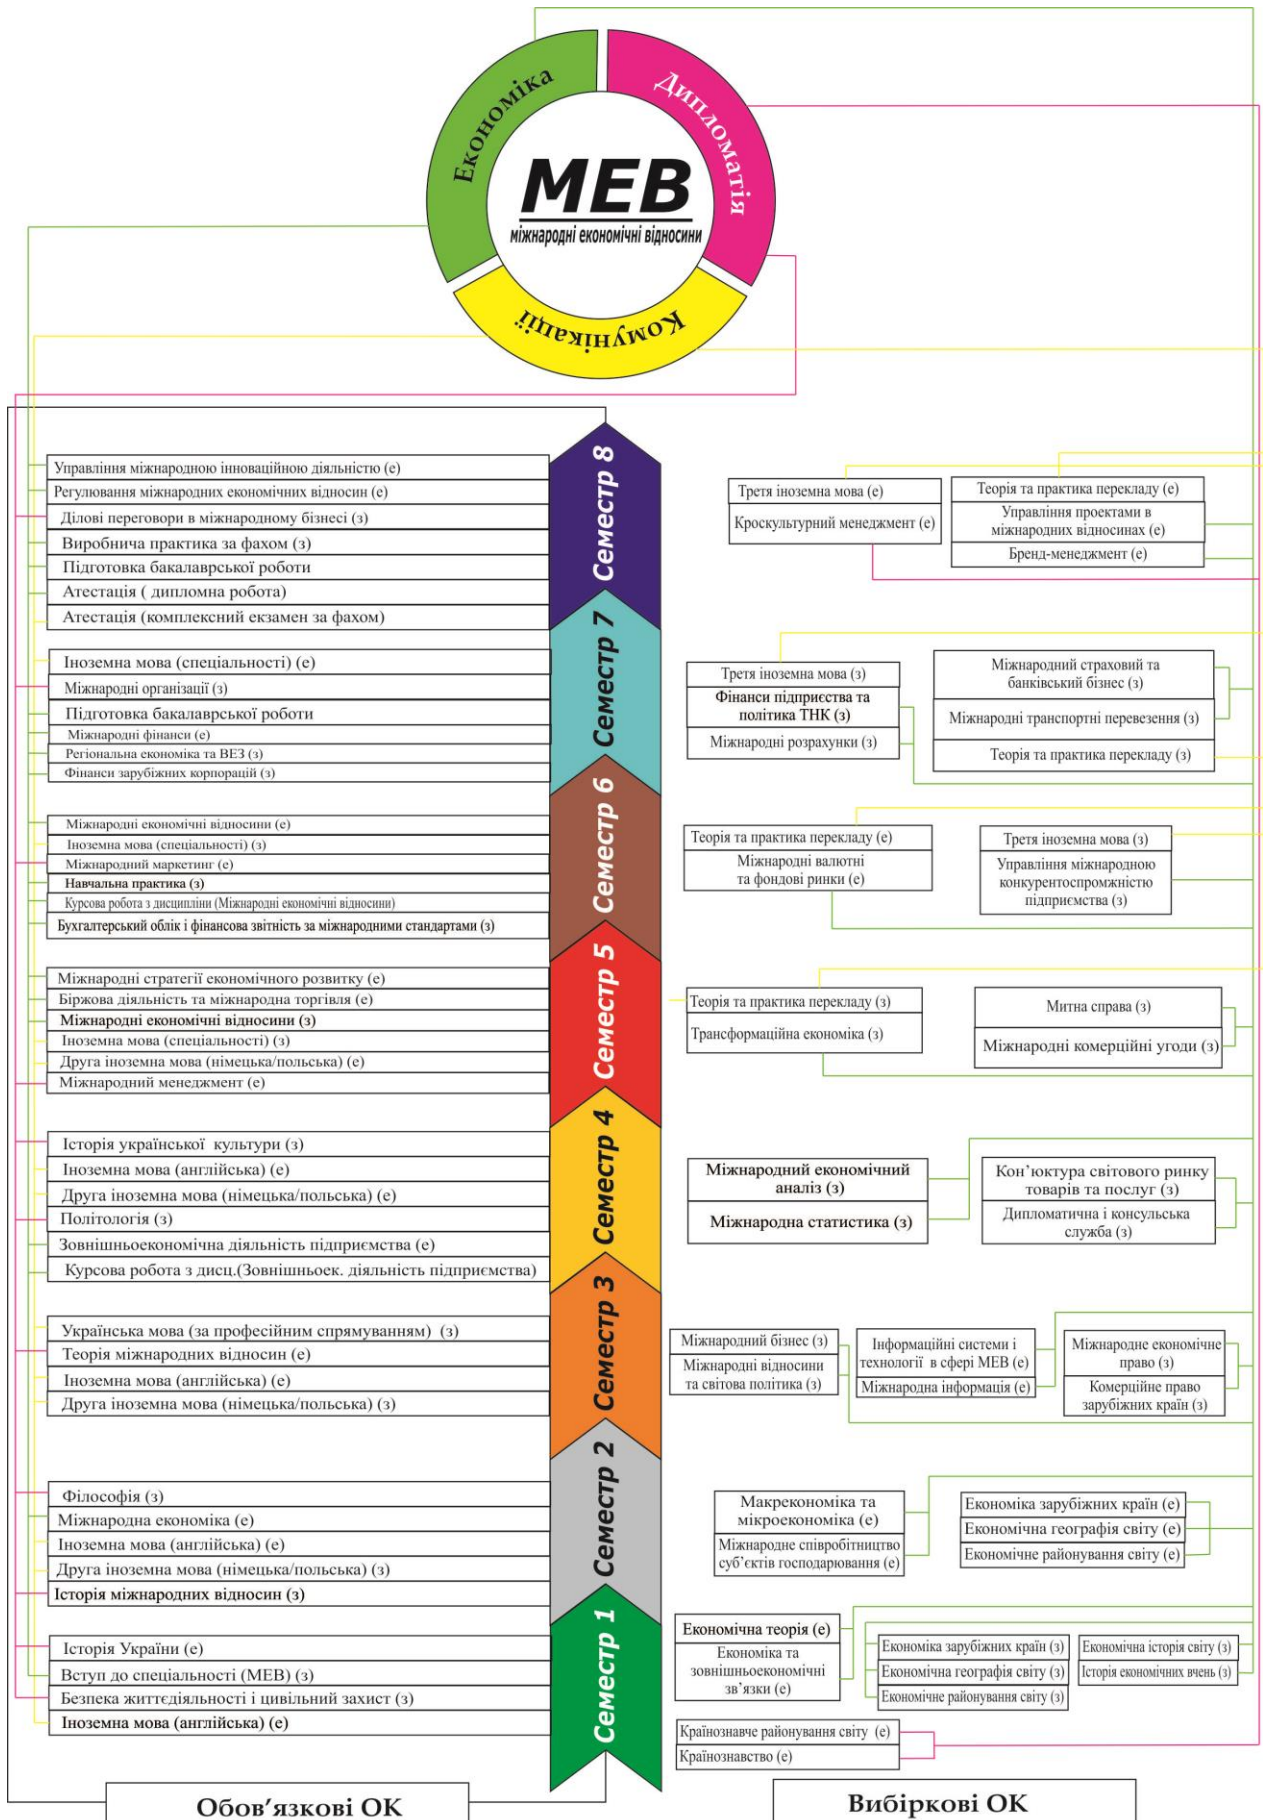 Економіка
Дипломатія
Комунікації
МЕВ
міжнародні економічні відносини
Семестр 8
Управління міжнародною інноваційною діяльністю (е)
Регулювання міжнародних економічних відносин (е)
Ділові переговори в міжнародному бізнесі (з)
Виробнича практика за фахом (з)
Підготовка бакалаврської роботи
Атестація ( дипломна робота)
Атестація (комплексний екзамен за фахом)
Третя іноземна мова (е)
Кроскультурний менеджмент (е)
Теорія та практика перекладу (е)
Управління проектами в
міжнародних відносинах (е)
Бренд-менеджмент (е)
Семестр 7
Іноземна мова (спеціальності) (е)
Міжнародні організації (з)
Підготовка бакалаврської роботи
Міжнародні фінанси (е)
Регіональна економіка та ВЕЗ (з)
Фінанси зарубіжних корпорацій (з)
Третя іноземна мова (з)
Фінанси підприємства та
політика ТНК (з)
Міжнародні розрахунки (з)
Міжнародний страховий та
банківський бізнес (з)
Міжнародні транспортні перевезення (з)
Теорія та практика перекладу (з)
Семестр 6
Міжнародні економічні відносини (е)
Іноземна мова (спеціальності) (з)
Міжнародний маркетинг (е)
Навчальна практика (з)
Курсова робота з дисципліни (Міжнародні економічні відносини)
Бухгалтерський облік і фінансова звітність за міжнародними стандартами (з)
Теорія та практика перекладу (е)
Міжнародні валютні
та фондові ринки (е)
Третя іноземна мова (з)
Управління міжнародною
конкурентоспромжністю
підприємства (з)
Семестр 5
Міжнародні стратегії економічного розвитку (е)
Біржова діяльність та міжнародна торгівля (е)
Міжнародні економічні відносини (з)
Іноземна мова (спеціальності) (з)
Друга іноземна мова (німецька/польська) (е)
Міжнародний менеджмент (е)
Теорія та практика перекладу (з)
Трансформаційна економіка (з)
Митна справа (з)
Міжнародні комерційні угоди (з)
Семестр 4
Історія української культури (з)
Іноземна мова (англійська) (е)
Друга іноземна мова (німецька/польська) (е)
Політологія (з)
Зовнішньоекономічна діяльність підприємства (е)
Курсова робота з дисц.(Зовнішньоек. діяльність підприємства)
Міжнародний економічний
аналіз (з)
Міжнародна статистика (з)
Кон’юктура світового ринку
товарів та послуг (з)
Дипломатична і консульська
служба (з)
Семестр 3
Українська мова (за професійним спрямуванням) (з)
Теорія міжнародних відносин (е)
Іноземна мова (англійська) (е)
Друга іноземна мова (німецька/польська) (з)
Міжнародний бізнес (з)
Міжнародні відносини
та світова політика (з)
Інформаційні системи і
технології в сфері МЕВ (е)
Міжнародна інформація (е)
Міжнародне економічне
право (з)
Комерційне право
зарубіжних країн (з)
Семестр 2
Філософія (з)
Міжнародна економіка (е)
Іноземна мова (англійська) (е)
Друга іноземна мова (німецька/польська) (з)
Історія міжнародних відносин (з)
Макрекономіка та
мікроекономіка (е)
Міжнародне співробітництво
суб’єктів господарювання (е)
Економіка зарубіжних країн (е)
Економічна географія світу (е)
Економічне районування світу (е)
Семестр 1
Історія України (е)
Вступ до спеціальності (МЕВ) (з)
Безпека життєдіяльності і цивільний захист (з)
Іноземна мова (англійська) (е)
Економічна теорія (е)
Економіка та
зовнішньоекономічні
зв’язки (е)
Економіка зарубіжних країн (з)
Економічна географія світу (з)
Економічне районування світу (з)
Економічна історія світу (з)
Історія економічних вчень (з)
Країнознавче районування світу (е)
Країнознавство (е)
Обов’язкові ОК
Вибіркові ОК